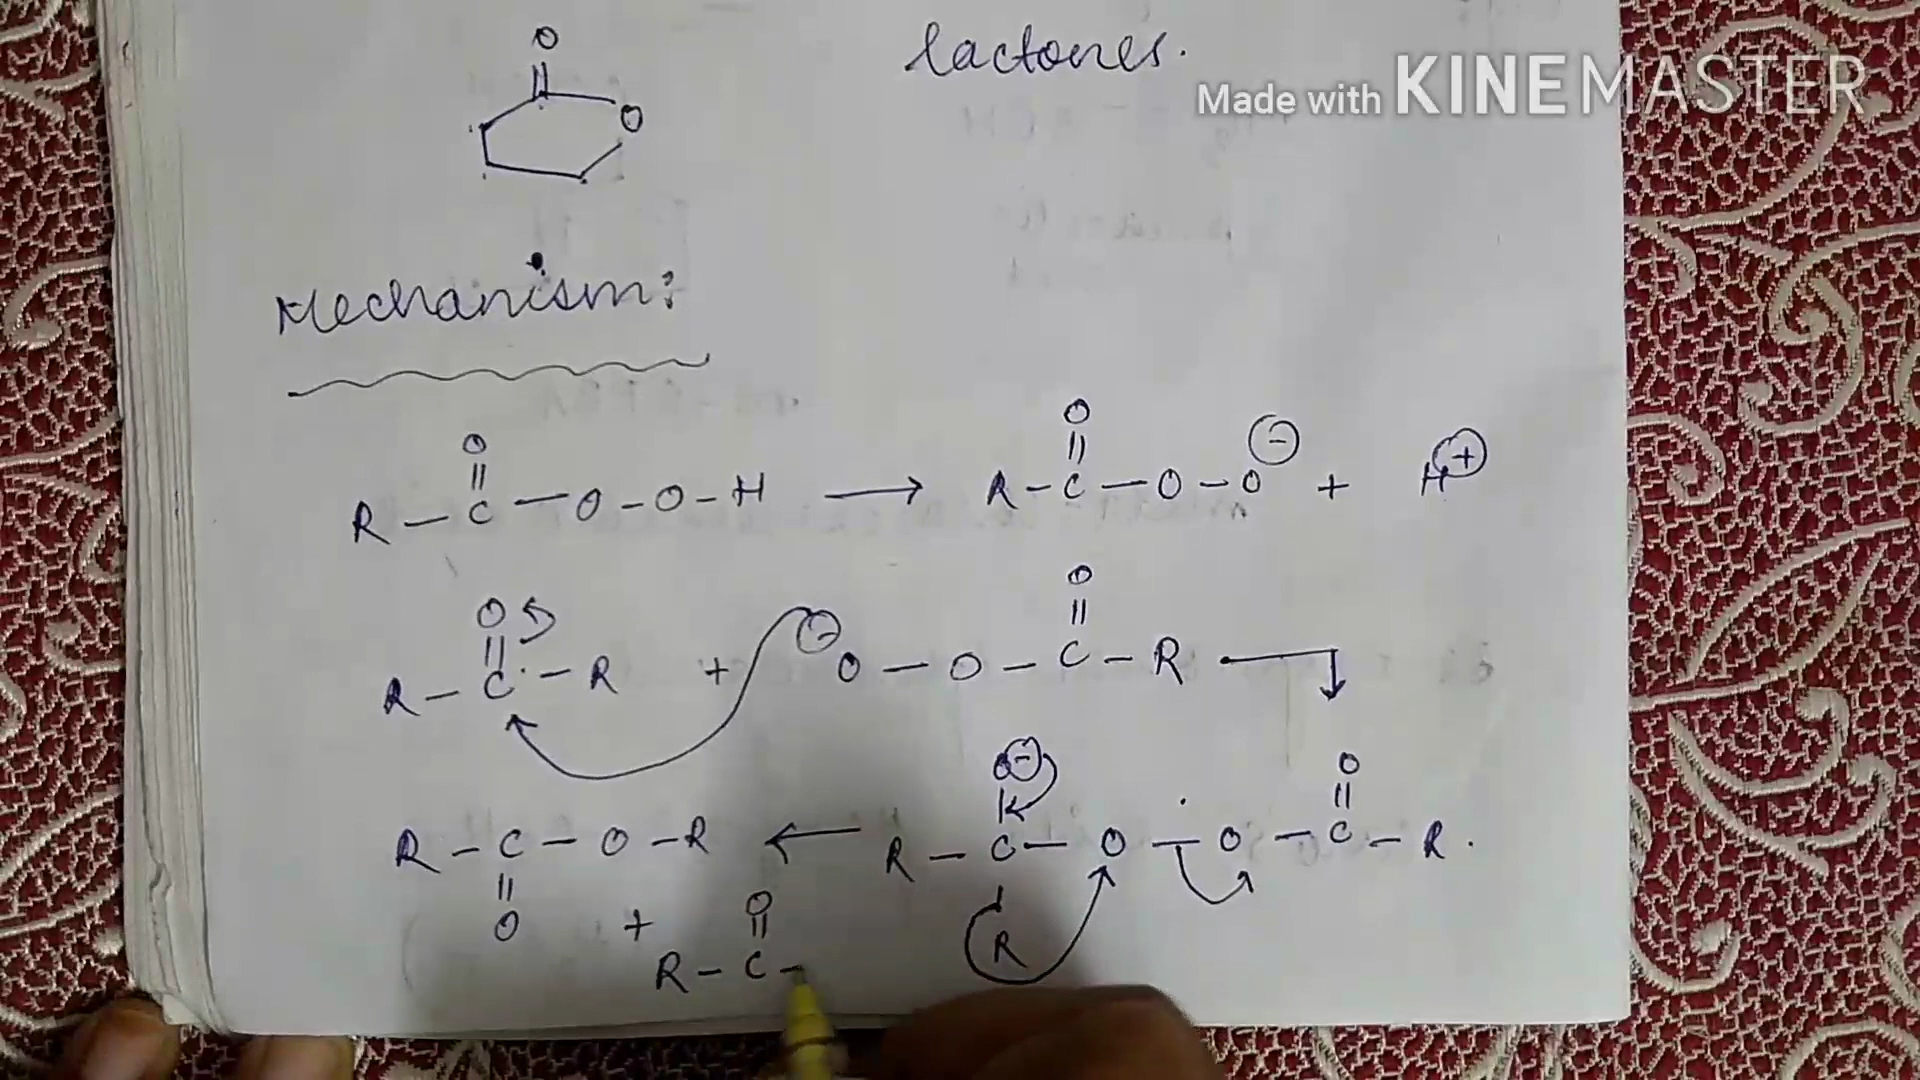 O
lactones.
Made with KINEMASTER
O
Mechanism:
O O ⊖
|| ||
R — C — O - O - H ⟶ R - C — O - O + H⊕
O O
|| ||
R — C - R + ⊖O — O — C - R ⟶
O⊖ O
| ||
R - C - O - R ⟵ R — C — O — O — C - R.
|| |
O + O R
||
R - C -